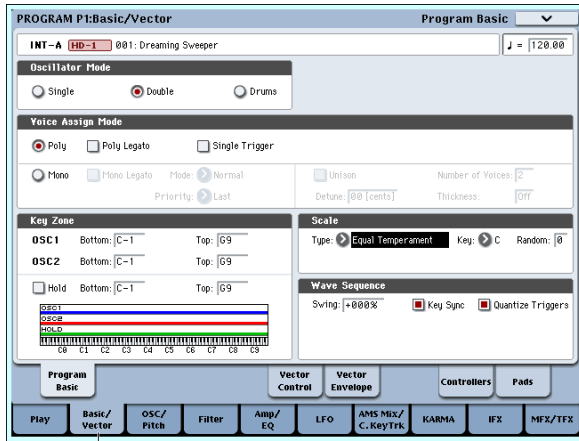 PROGRAM P1:Basic/Vector Program Basic
INT-A HD-1 001: Dreaming Sweeper ♩ = 120.00
Oscillator Mode
Single Double Drums
Voice Assign Mode
Poly Poly Legato Single Trigger
Mono Mono Legato Mode: Normal Unison Number of Voices: 2
Priority: Last Detune: 00 [cents] Thickness: Off
Key Zone
OSC1 Bottom: C-1 Top: G9
OSC2 Bottom: C-1 Top: G9
Hold Bottom: C-1 Top: G9
OSC1
OSC2
HOLD
C0 C1 C2 C3 C4 C5 C6 C7 C8 C9
Scale
Type: Equal Temperament Key: C Random: 0
Wave Sequence
Swing: +000% Key Sync Quantize Triggers
Program Basic
Vector Control
Vector Envelope
Controllers
Pads
Play
Basic/ Vector
OSC/ Pitch
Filter
Amp/ EQ
LFO
AMS Mix/ C.KeyTrk
KARMA
IFX
MFX/TFX